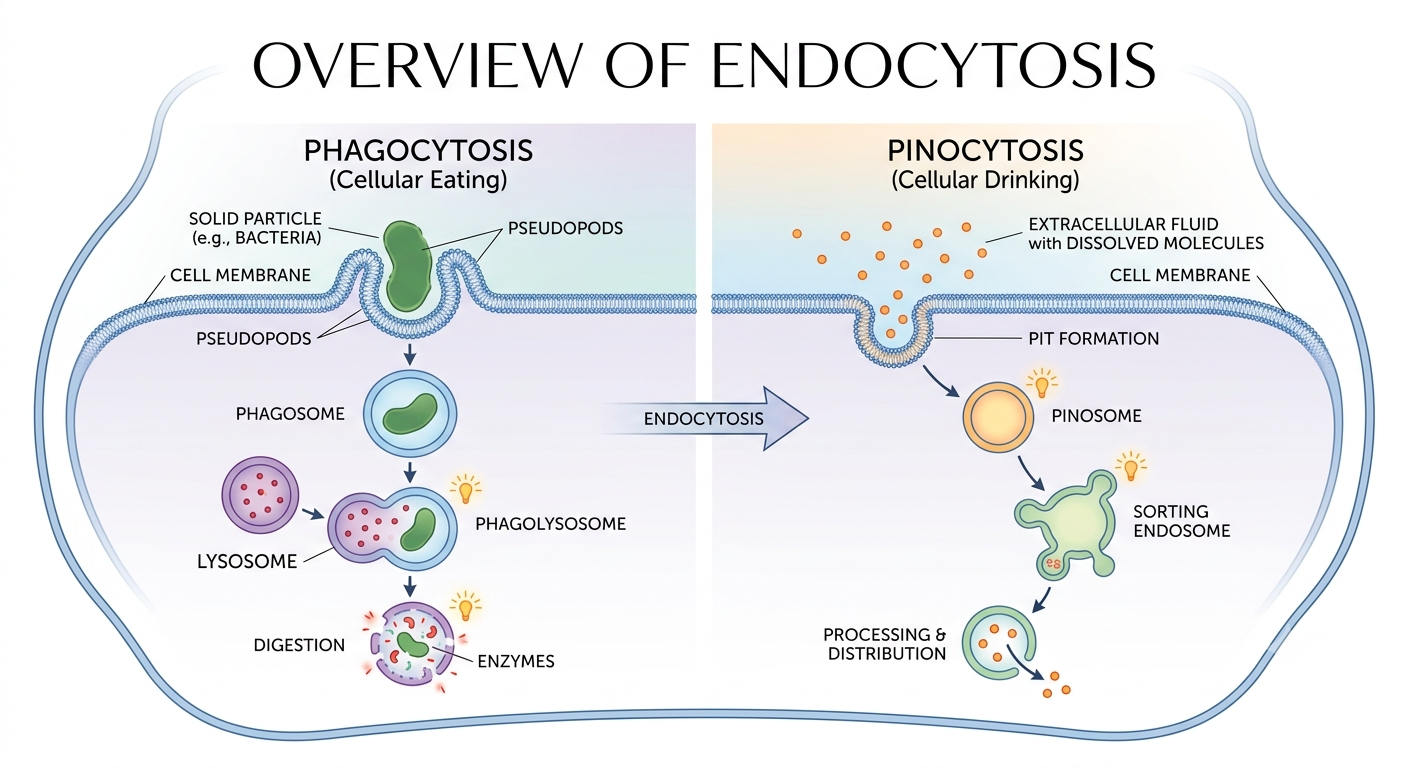 OVERVIEW OF ENDOCYTOSIS
PHAGOCYTOSIS
(Cellular Eating)
SOLID PARTICLE
(e.g., BACTERIA)
PSEUDOPODS
CELL MEMBRANE
PSEUDOPODS
PHAGOSOME
PHAGOLYSOSOME
LYSOSOME
DIGESTION
ENZYMES
ENDOCYTOSIS
PINOCYTOSIS
(Cellular Drinking)
EXTRACELLULAR FLUID
with DISSOLVED MOLECULES
CELL MEMBRANE
PIT FORMATION
PINOSOME
SORTING
ENDOSOME
PROCESSING &
DISTRIBUTION